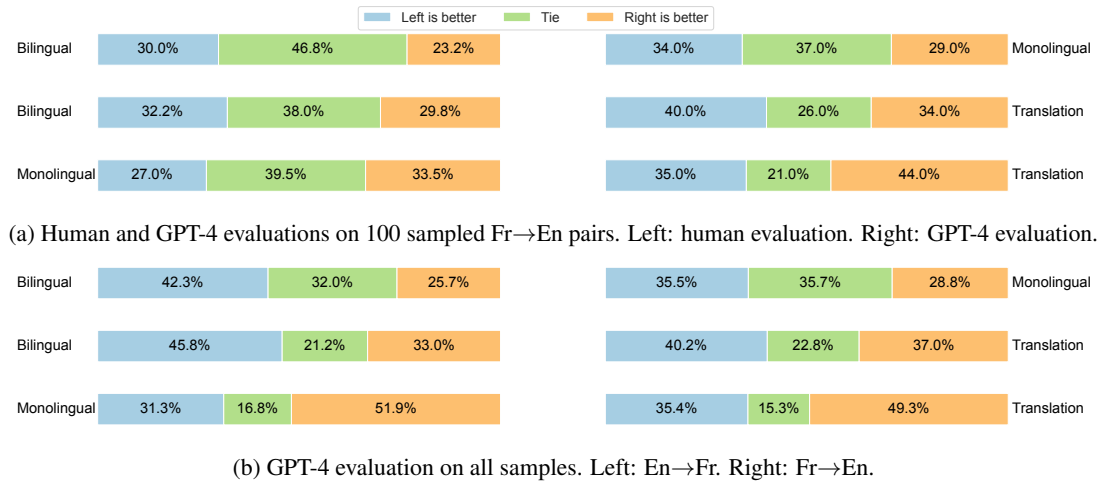 Left is better Tie Right is better
Bilingual 30.0% 46.8% 23.2% 34.0% 37.0% 29.0% Monolingual
Bilingual 32.2% 38.0% 29.8% 40.0% 26.0% 34.0% Translation
Monolingual 27.0% 39.5% 33.5% 35.0% 21.0% 44.0% Translation
(a) Human and GPT-4 evaluations on 100 sampled Fr→En pairs. Left: human evaluation. Right: GPT-4 evaluation.
Bilingual 42.3% 32.0% 25.7% 35.5% 35.7% 28.8% Monolingual
Bilingual 45.8% 21.2% 33.0% 40.2% 22.8% 37.0% Translation
Monolingual 31.3% 16.8% 51.9% 35.4% 15.3% 49.3% Translation
(b) GPT-4 evaluation on all samples. Left: En→Fr. Right: Fr→En.